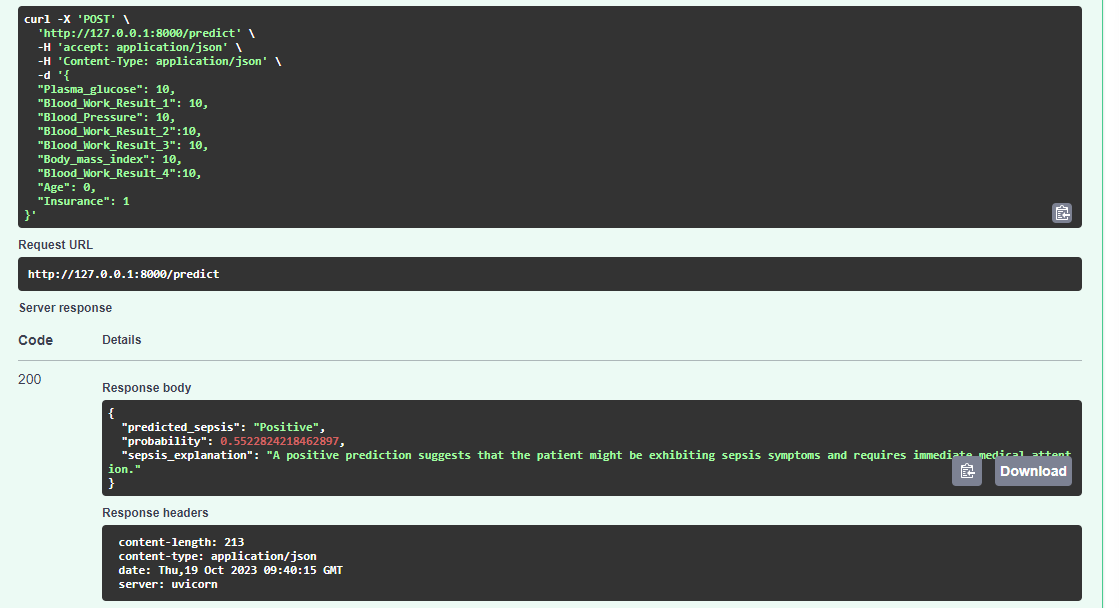 curl -X 'POST' \
  'http://127.0.0.1:8000/predict' \
  -H 'accept: application/json' \
  -H 'Content-Type: application/json' \
  -d '{
  "Plasma_glucose": 10,
  "Blood_Work_Result_1": 10,
  "Blood_Pressure": 10,
  "Blood_Work_Result_2":10,
  "Blood_Work_Result_3": 10,
  "Body_mass_index": 10,
  "Blood_Work_Result_4":10,
  "Age": 0,
  "Insurance": 1
}'
Request URL
http://127.0.0.1:8000/predict
Server response
Code Details
200
Response body
{
  "predicted_sepsis": "Positive",
  "probability": 0.5522824218462897,
  "sepsis_explanation": "A positive prediction suggests that the patient might be exhibiting sepsis symptoms and requires immediate medical attent
ion."
}
Download
Response headers
content-length: 213
content-type: application/json
date: Thu,19 Oct 2023 09:40:15 GMT
server: uvicorn